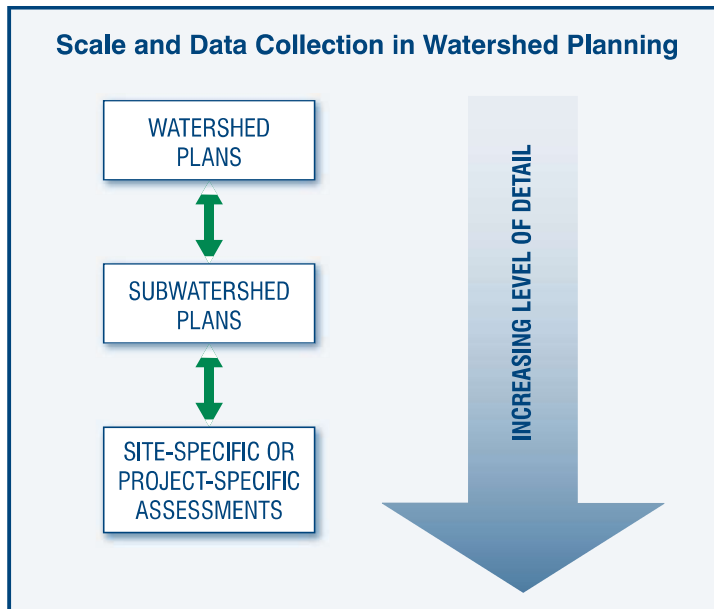 Scale and Data Collection in Watershed Planning
WATERSHED
PLANS
SUBWATERSHED
PLANS
SITE-SPECIFIC OR
PROJECT-SPECIFIC
ASSESSMENTS
INCREASING LEVEL OF DETAIL